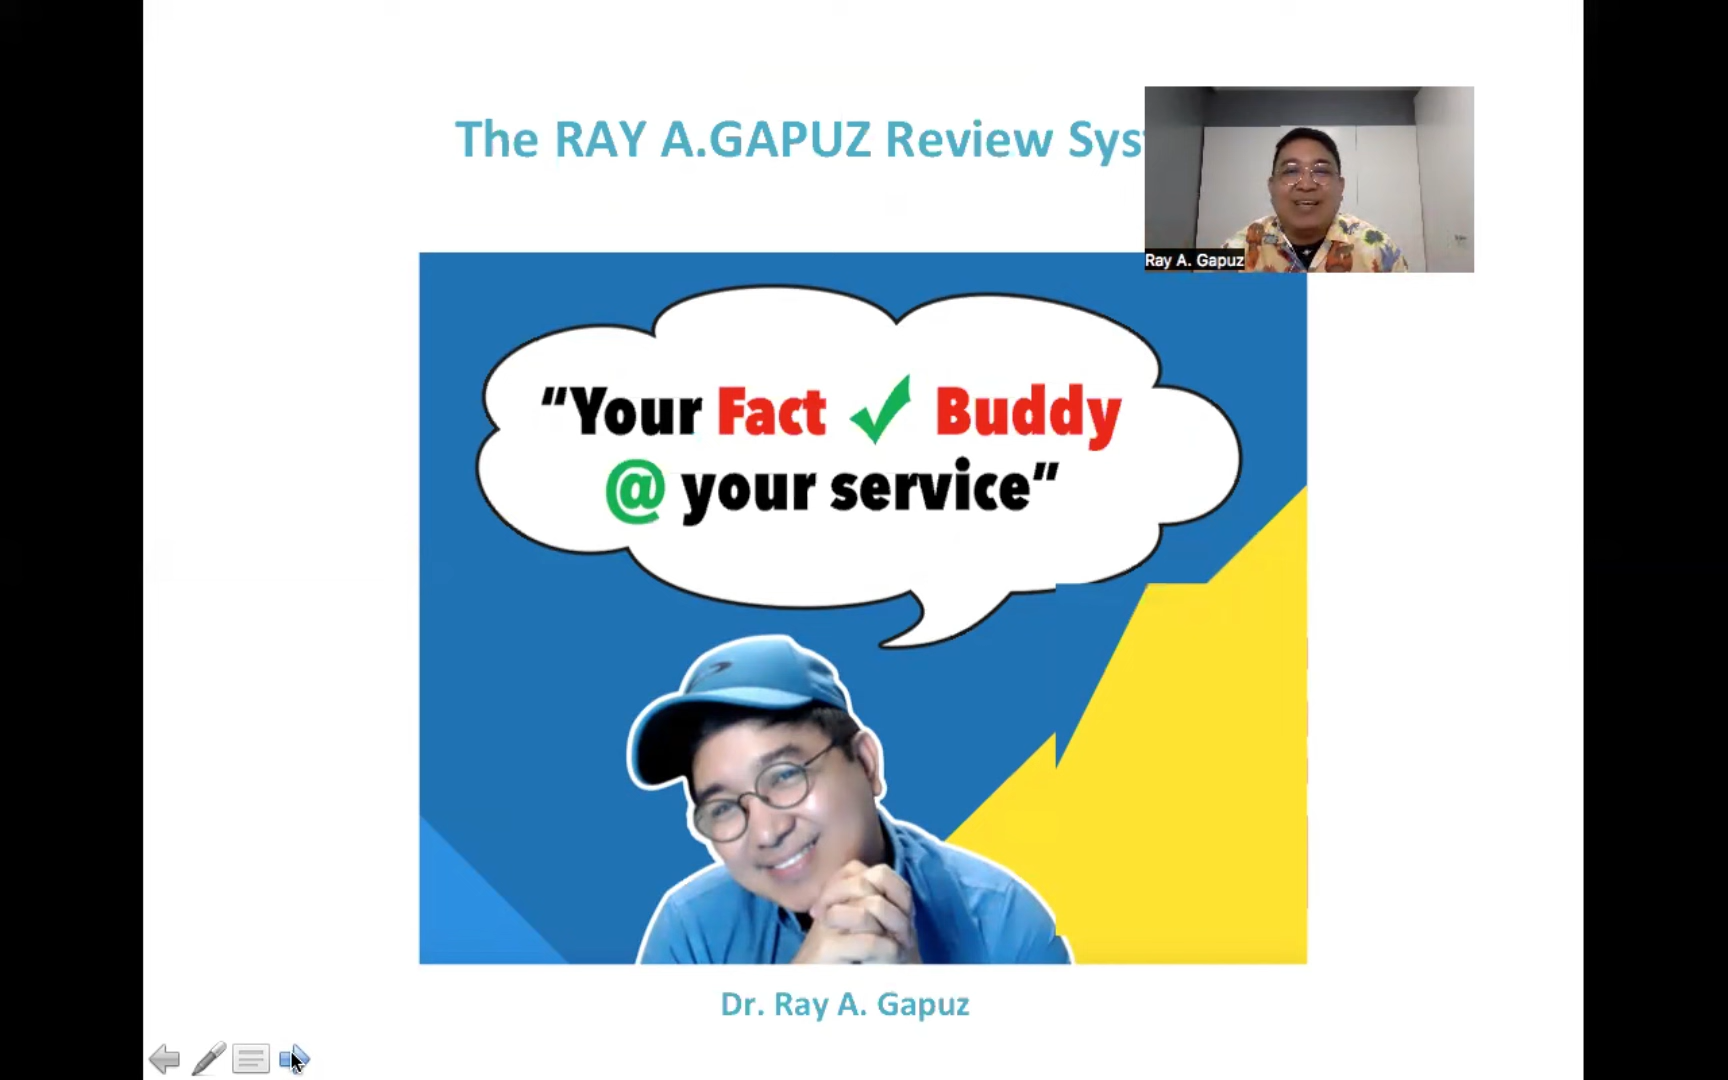 The RAY A.GAPUZ Review Sys
Ray A. Gapuz
“Your Fact ✓ Buddy
@ your service”
Dr. Ray A. Gapuz